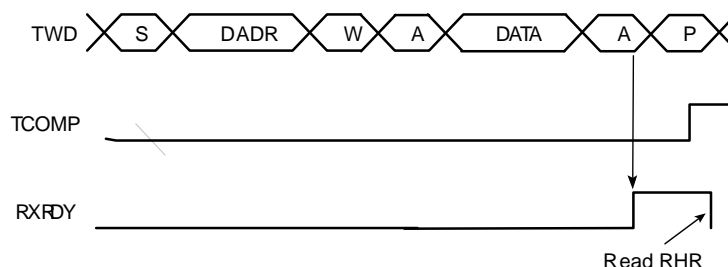 TWD S DADR W A DATA A P
TCOMP
RXRDY
Read RHR